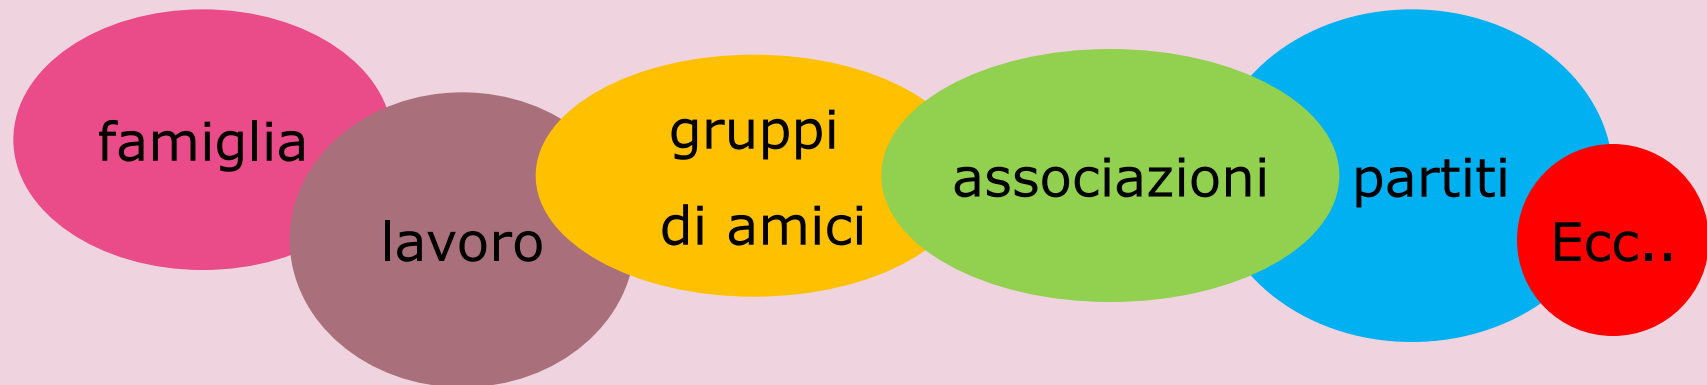 famiglia
lavoro
gruppi
di amici
associazioni
partiti
Ecc..